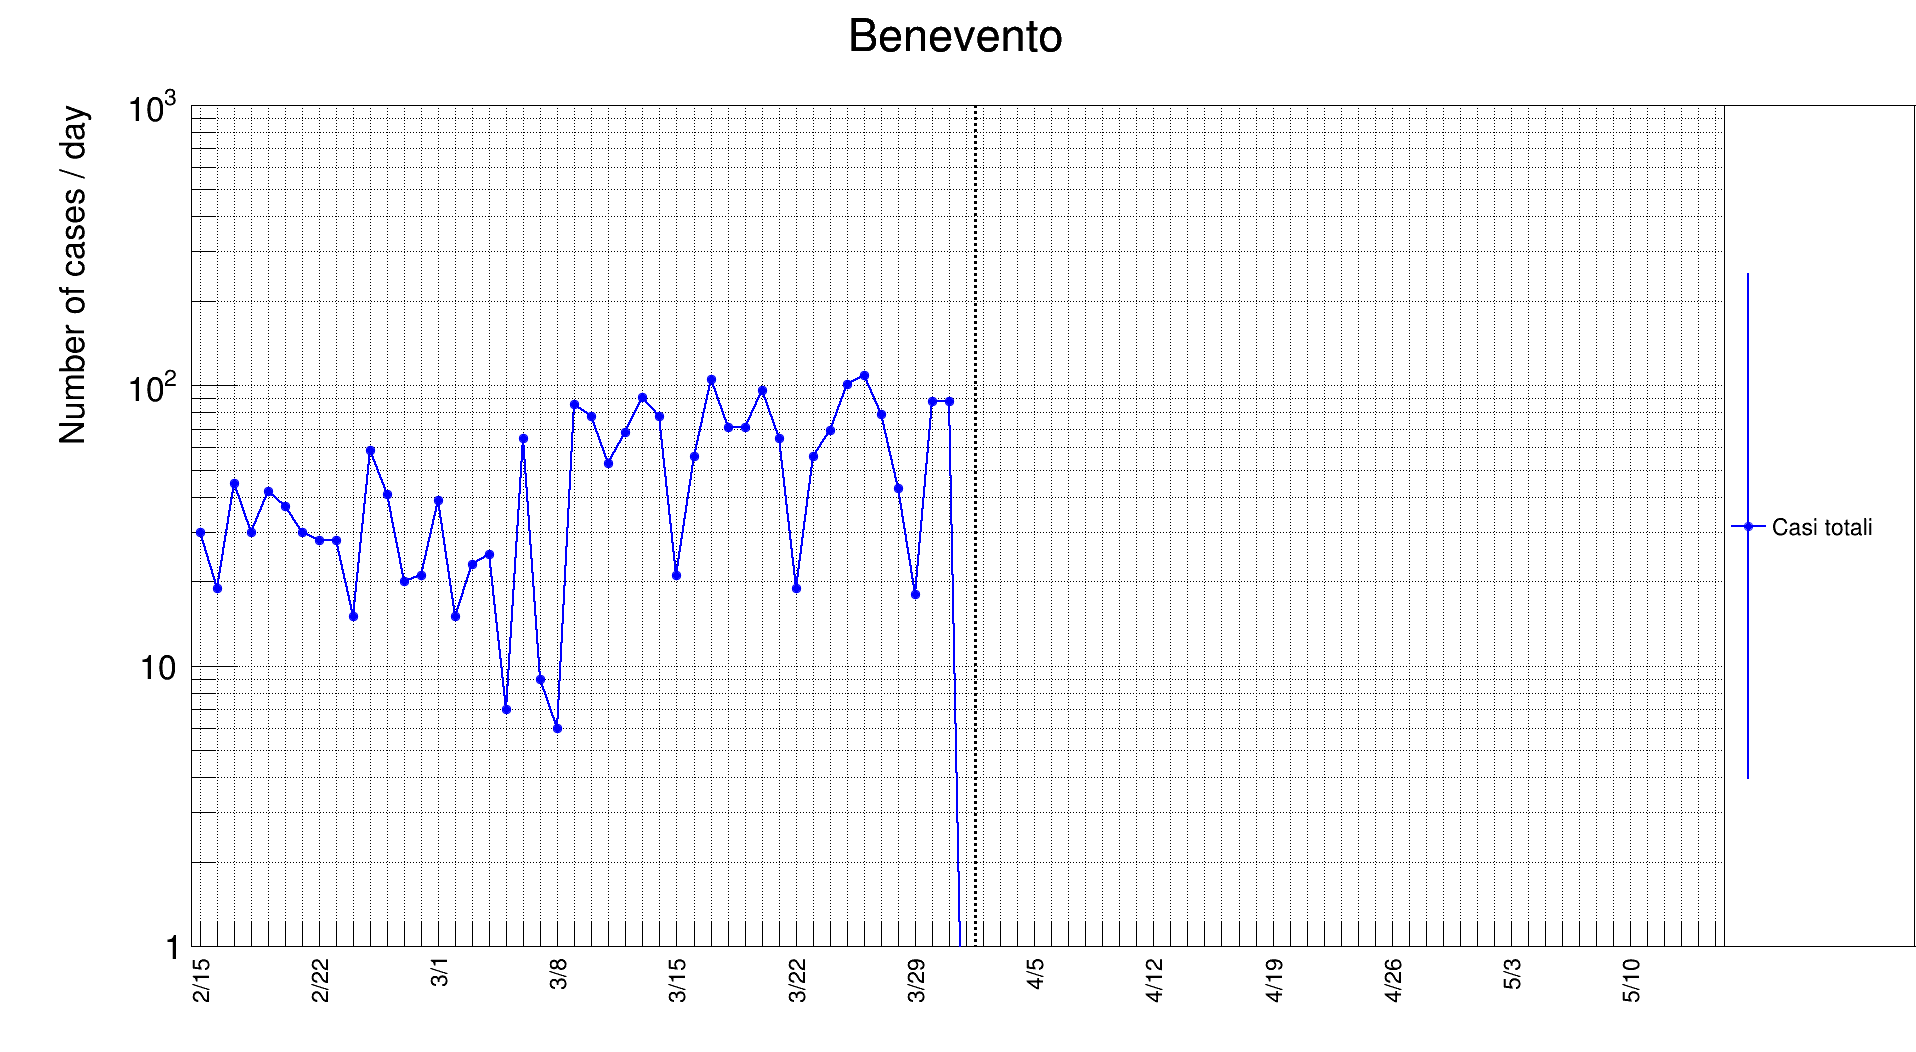 Benevento
Number of cases / day
10³
10²
10
1
2/15 2/22 3/1 3/8 3/15 3/22 3/29 4/5 4/12 4/19 4/26 5/3 5/10
Casi totali